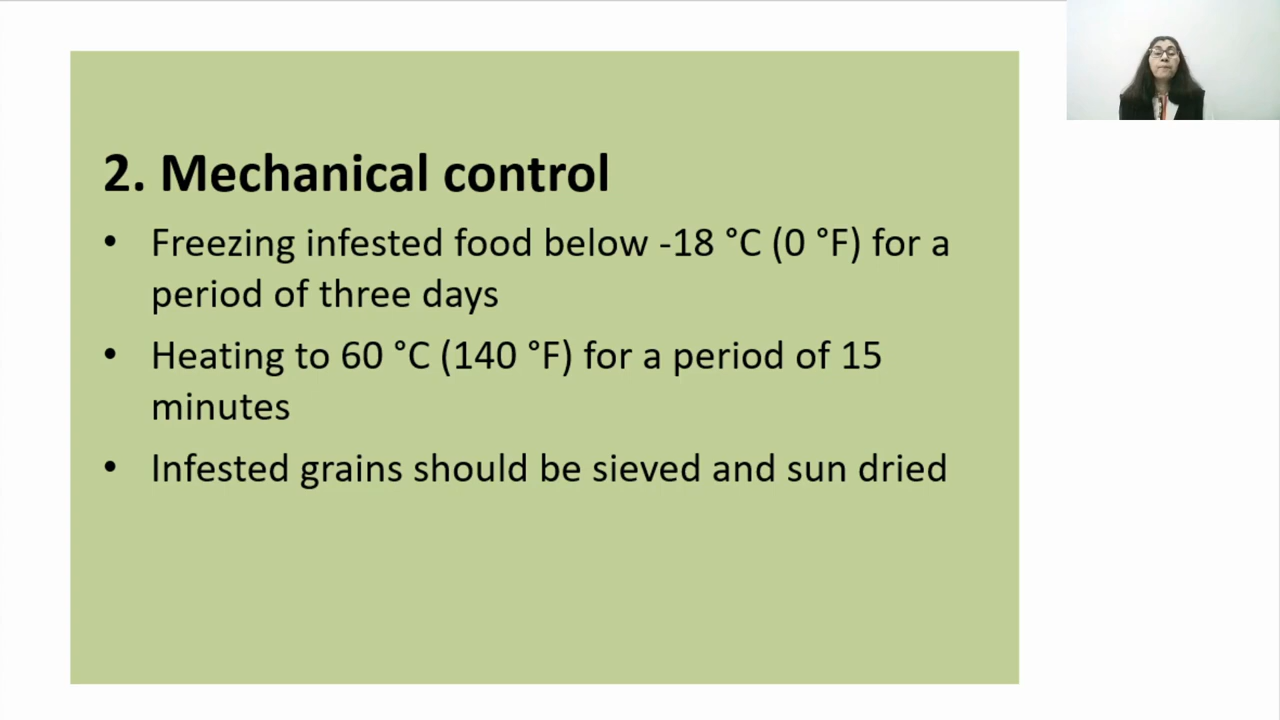 2. Mechanical control
• Freezing infested food below -18 °C (0 °F) for a
period of three days
• Heating to 60 °C (140 °F) for a period of 15
minutes
• Infested grains should be sieved and sun dried